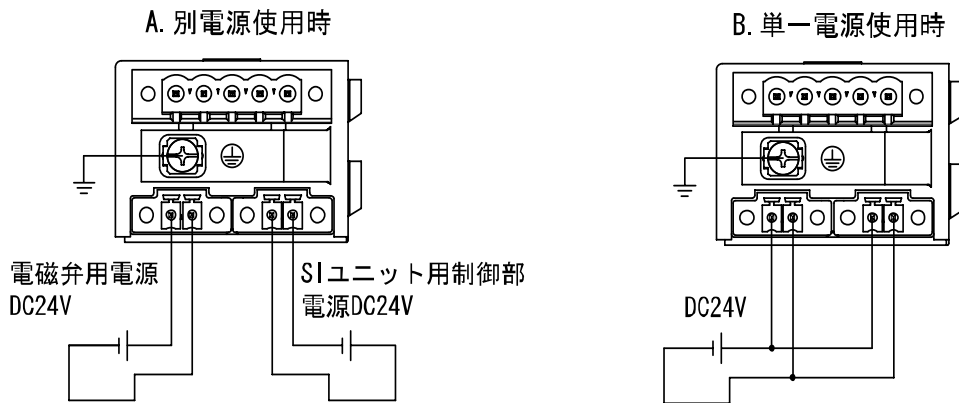 A. 別電源使用時
電磁弁用電源
DC24V
SIユニット用制御部
電源DC24V
B. 単一電源使用時
DC24V